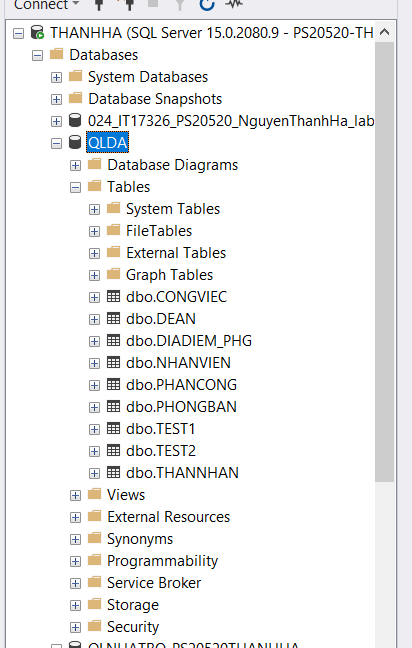 Connect
THANHHA (SQL Server 15.0.2080.9 - PS20520-TH
Databases
System Databases
Database Snapshots
024_IT17326_PS20520_NguyenThanhHa_lab
QLDA
Database Diagrams
Tables
System Tables
FileTables
External Tables
Graph Tables
dbo.CONGVIEC
dbo.DEAN
dbo.DIADIEM_PHG
dbo.NHANVIEN
dbo.PHANCONG
dbo.PHONGBAN
dbo.TEST1
dbo.TEST2
dbo.THANNHAN
Views
External Resources
Synonyms
Programmability
Service Broker
Storage
Security
QLNHATRO_PS20520THANHHA